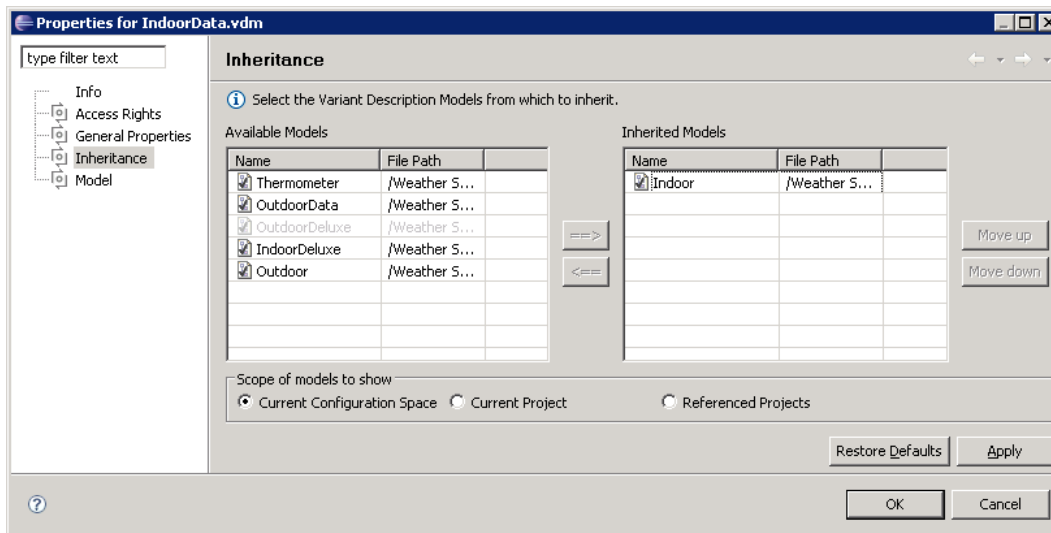 Properties for IndoorData.vdm
type filter text
Info
Access Rights
General Properties
Inheritance
Model
Inheritance
Select the Variant Description Models from which to inherit.
Available Models
Name File Path
Thermometer /Weather S...
OutdoorData /Weather S...
OutdoorDeluxe /Weather S...
IndoorDeluxe /Weather S...
Outdoor /Weather S...
==>
<==
Inherited Models
Name File Path
Indoor /Weather S...
Move up
Move down
Scope of models to show
Current Configuration Space Current Project Referenced Projects
Restore Defaults Apply
OK Cancel